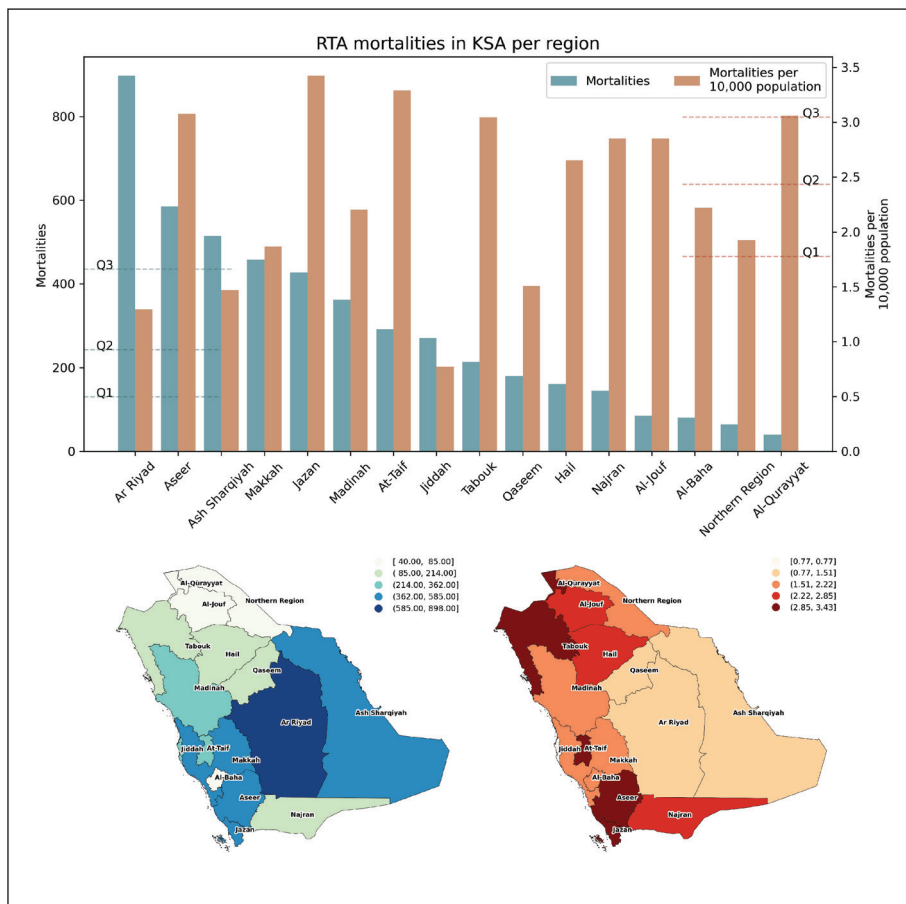 RTA mortalities in KSA per region
Mortalities
Mortalities per
10,000 population
800
600
400
200
0
Mortalities
Q3
Q2
Q1
3.5
3.0
2.5
2.0
1.5
1.0
0.5
0.0
Mortalities per
10,000 population
Q3
Q2
Q1
Ar Riyad
Aseer
Ash Sharqiyah
Makkah
Jazan
Madinah
At-Taif
Jiddah
Tabouk
Qaseem
Hail
Najran
Al-Jouf
Al-Baha
Northern Region
Al-Qurayyat
[ 40.00, 85.00]
( 85.00, 214.00]
(214.00, 362.00]
(362.00, 585.00]
(585.00, 898.00]
Al-Qurayyat
Al-Jouf
Northern Region
Tabouk
Hail
Qaseem
Madinah
Ar Riyad
Ash Sharqiyah
Jiddah
At-Taif
Makkah
Al-Baha
Aseer
Najran
Jazan
[0.77, 0.77]
(0.77, 1.51]
(1.51, 2.22]
(2.22, 2.85]
(2.85, 3.43]
Al-Qurayyat
Al-Jouf
Northern Region
Tabouk
Hail
Qaseem
Madinah
Ar Riyad
Ash Sharqiyah
Jiddah
At-Taif
Makkah
Al-Baha
Aseer
Najran
Jazan